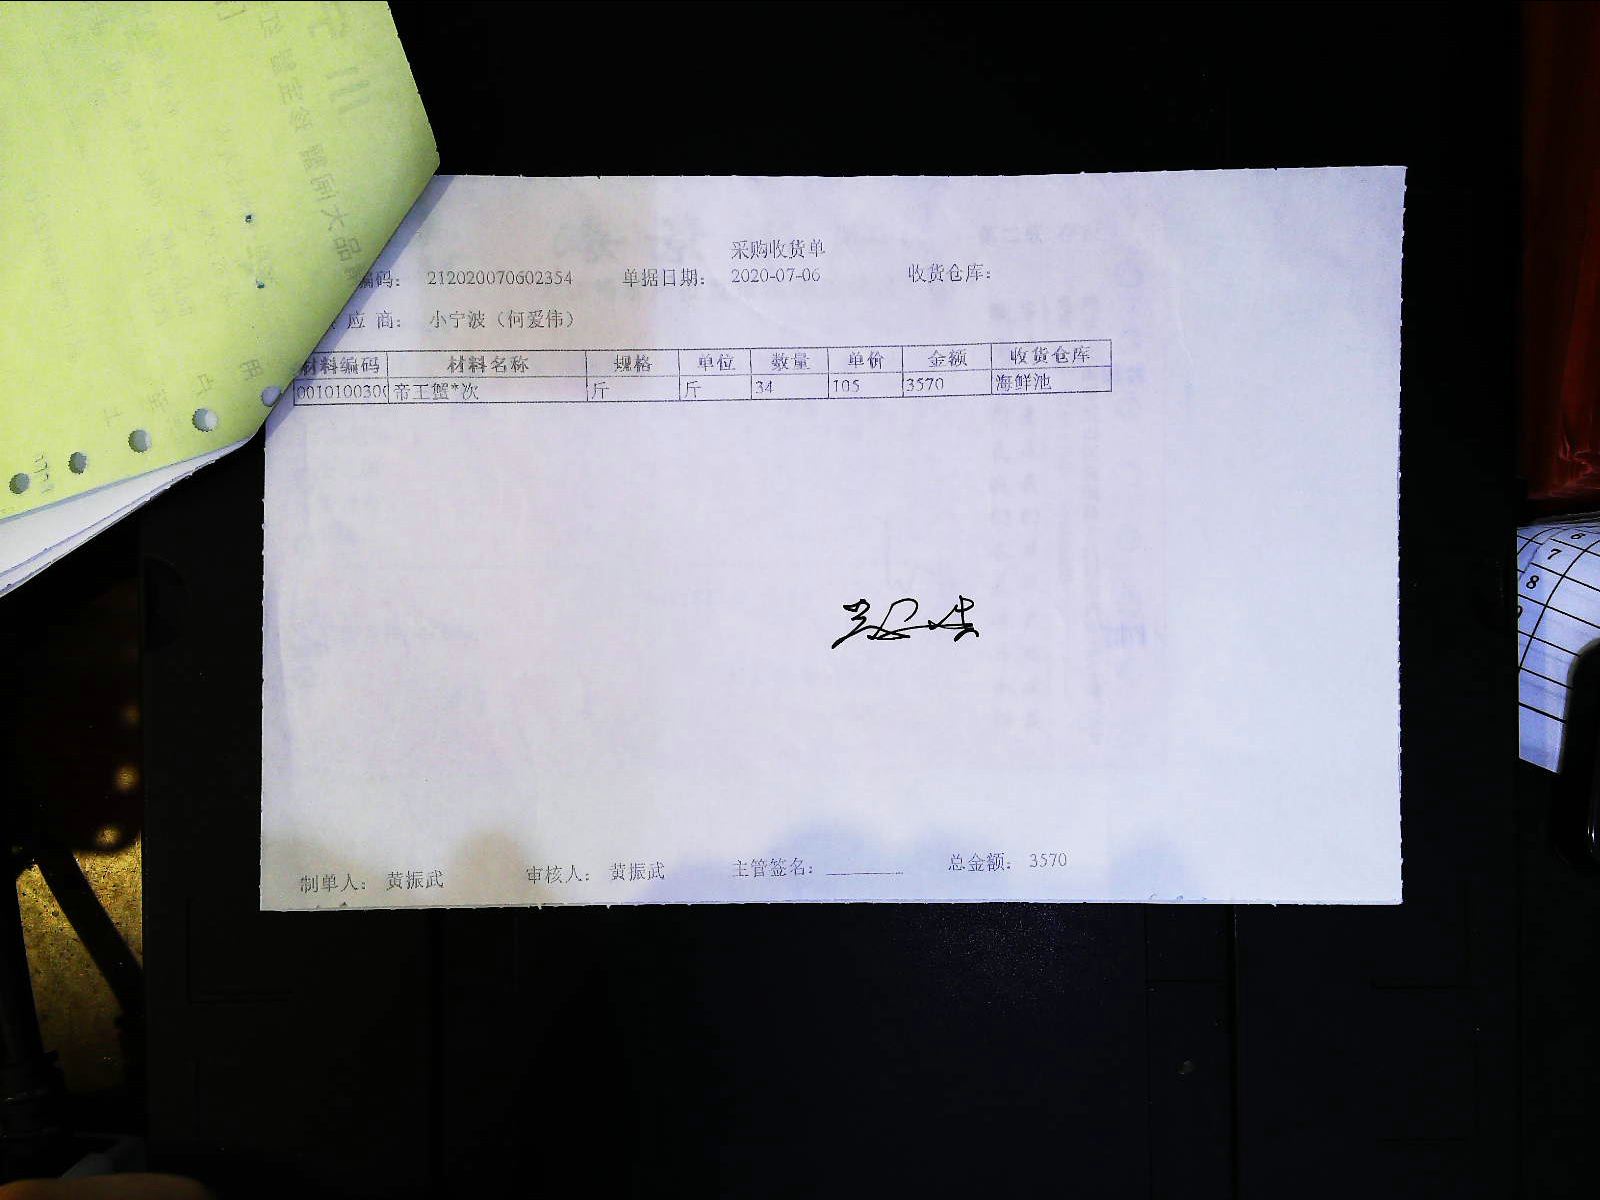 采购收货单
编码： 212020070602354 单据日期： 2020-07-06 收货仓库：
应 商： 小宁波（何爱伟）
材料编码 材料名称 规格 单位 数量 单价 金额 收货仓库
0010100300 帝王蟹*次 斤 斤 34 105 3570 海鲜池
制单人： 黄振武 审核人： 黄振武 主管签名： 总金额： 3570
6
7
8